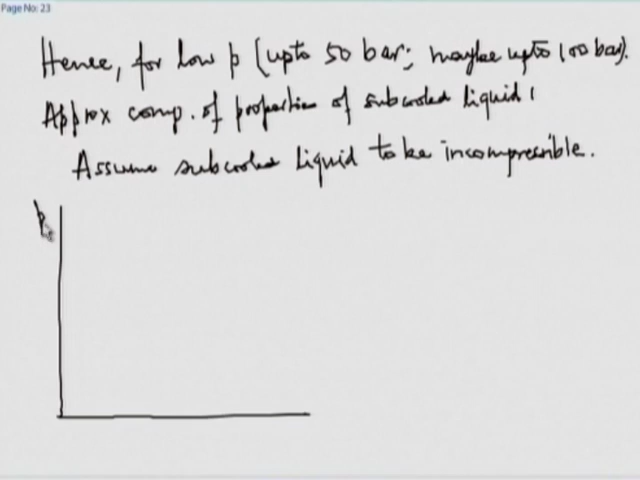 Page No: 23
Hence, for low p (upto 50 bar; maybe upto 100 bar).
Approx comp. of properties of subcooled liquid :
Assume subcooled liquid to be incompressible.
p